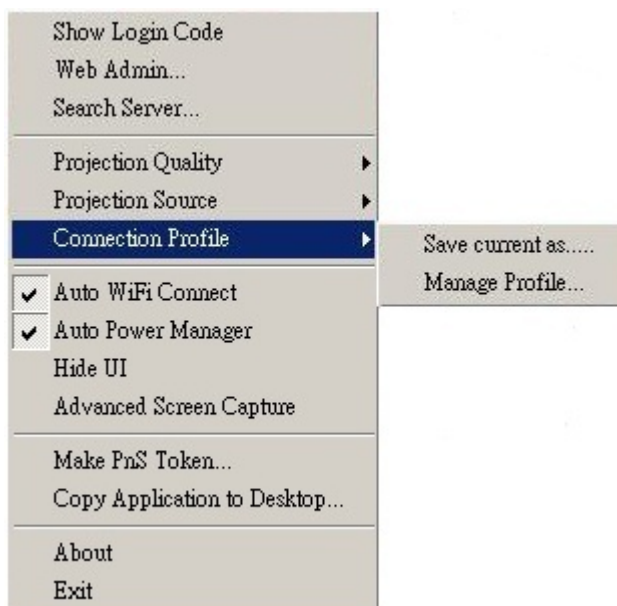 Show Login Code
Web Admin...
Search Server...
Projection Quality
Projection Source
Connection Profile
Save current as.....
Manage Profile...
Auto WiFi Connect
Auto Power Manager
Hide UI
Advanced Screen Capture
Make PnS Token...
Copy Application to Desktop...
About
Exit